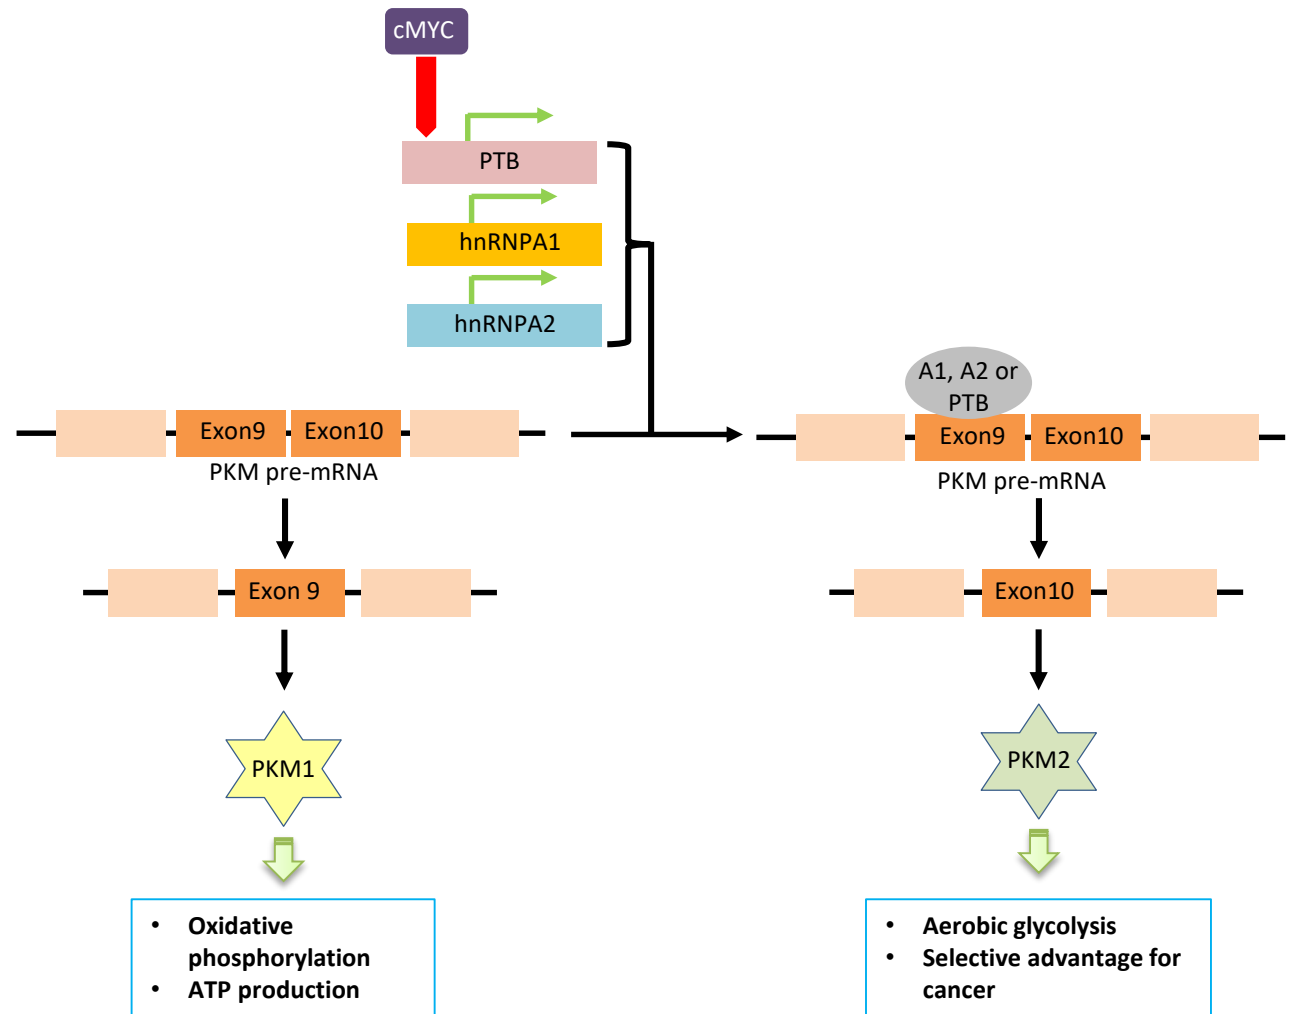 cMYC
PTB
hnRNPA1
hnRNPA2
Exon9
Exon10
PKM pre-mRNA
A1, A2 or
PTB
Exon9
Exon10
PKM pre-mRNA
Exon 9
Exon10
PKM1
PKM2
• Oxidative
phosphorylation
• ATP production
• Aerobic glycolysis
• Selective advantage for
cancer